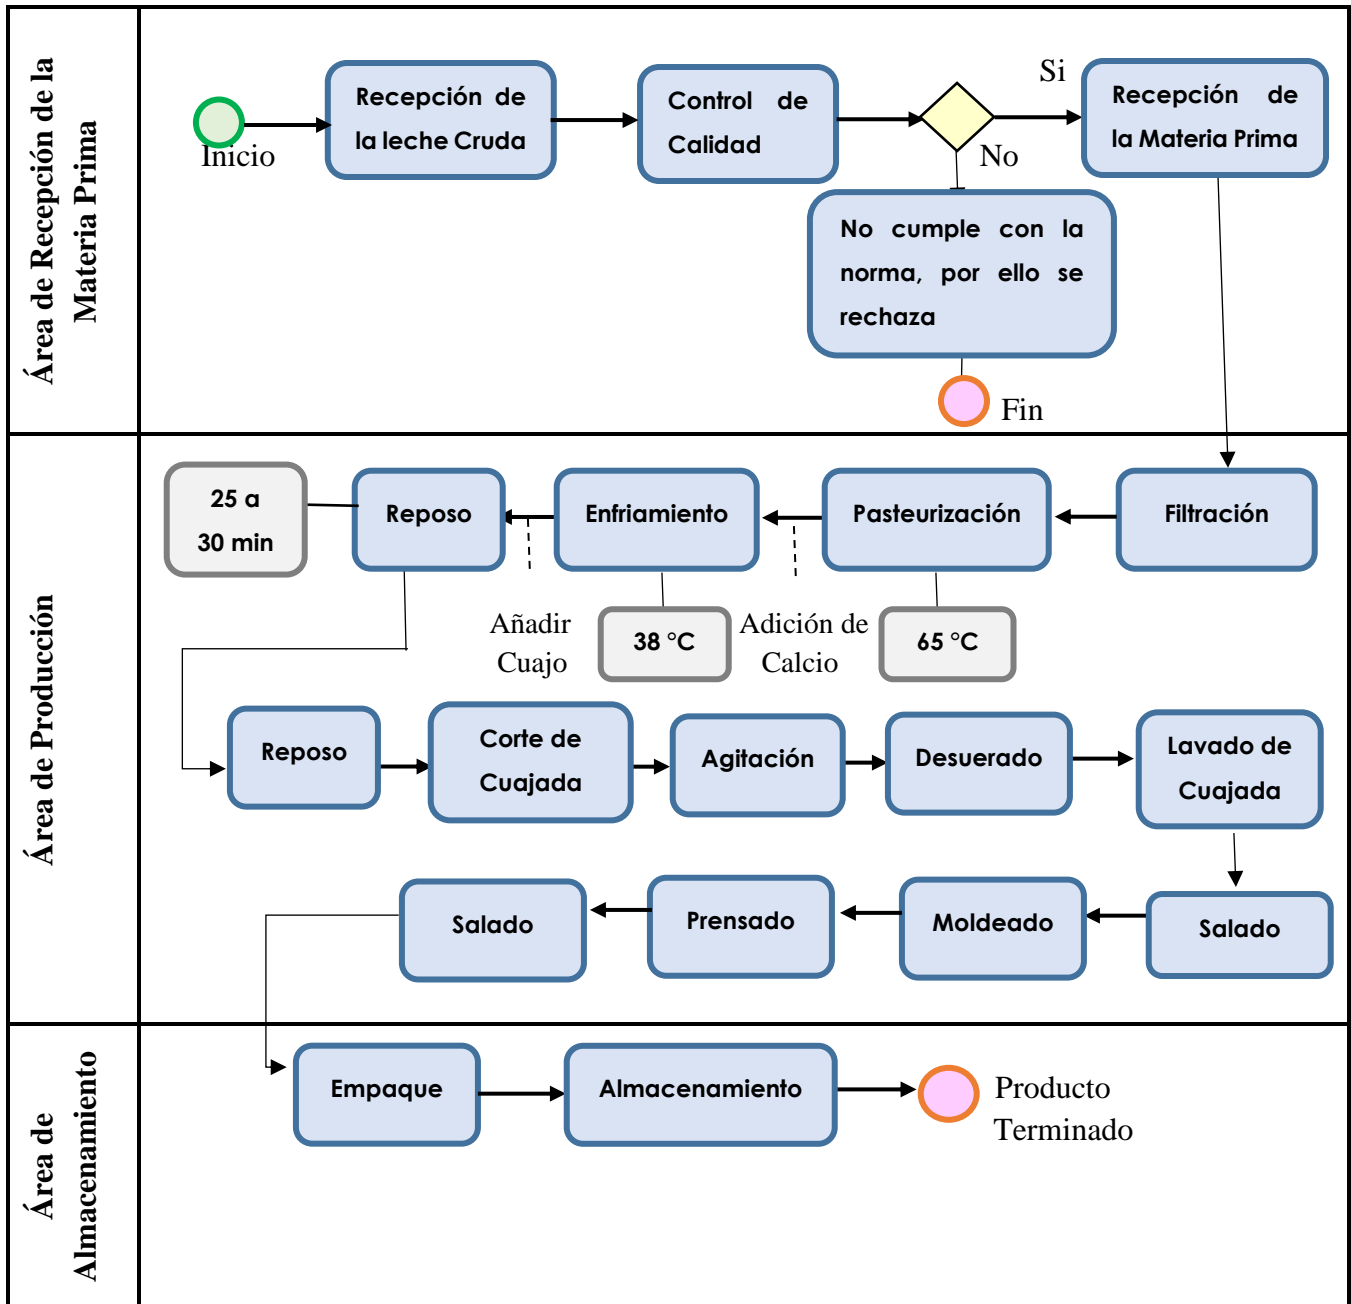 Área de Recepción de la
Materia Prima
Inicio
Recepción de
la leche Cruda
Control de
Calidad
Si
No
Recepción de
la Materia Prima
No cumple con la
norma, por ello se
rechaza
Fin
Área de Producción
25 a
30 min
Reposo
Enfriamiento
Pasteurización
Filtración
Añadir
Cuajo
38 °C
Adición de
Calcio
65 °C
Reposo
Corte de
Cuajada
Agitación
Desuerado
Lavado de
Cuajada
Salado
Prensado
Moldeado
Salado
Área de
Almacenamiento
Empaque
Almacenamiento
Producto
Terminado